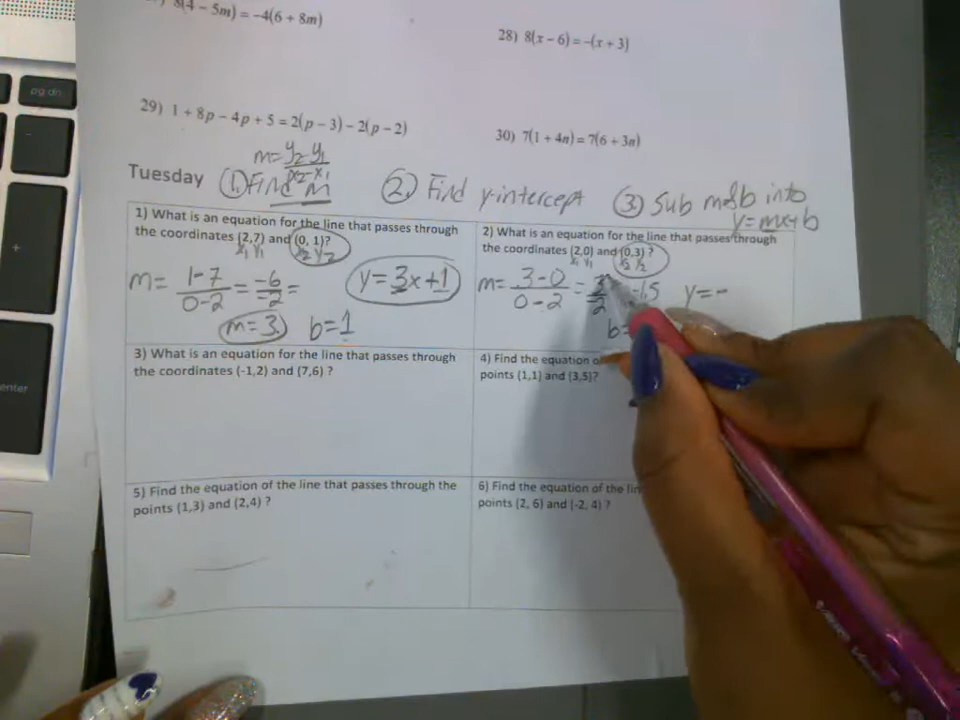 8(4 − 5m) = −4(6 + 8m)
28) 8(x − 6) = −(x + 3)
29) 1 + 8p − 4p + 5 = 2(p − 3) − 2(p − 2)
30) 7(1 + 4n) = 7(6 + 3n)
m = y2 - y1
x2 - x1
Tuesday ① Find m ② Find y-intercept ③ Sub m&b into
y=mx+b
1) What is an equation for the line that passes through
the coordinates (2,7) and (0, 1)?
x1 y1 x2 y2
m = 1-7 = -6 =
0-2 -2
m=3 b=1
y=3x+1
2) What is an equation for the line that passes through
the coordinates (2,0) and (0,3) ?
x1 y1 x2 y2
m = 3-0 = 3 -1.5 y=-
0-2 -2
b=
3) What is an equation for the line that passes through
the coordinates (-1,2) and (7,6) ?
4) Find the equation o
points (1,1) and (3,5)?
5) Find the equation of the line that passes through the
points (1,3) and (2,4) ?
6) Find the equation of the lin
points (2, 6) and (-2, 4) ?
pg dn
+
enter